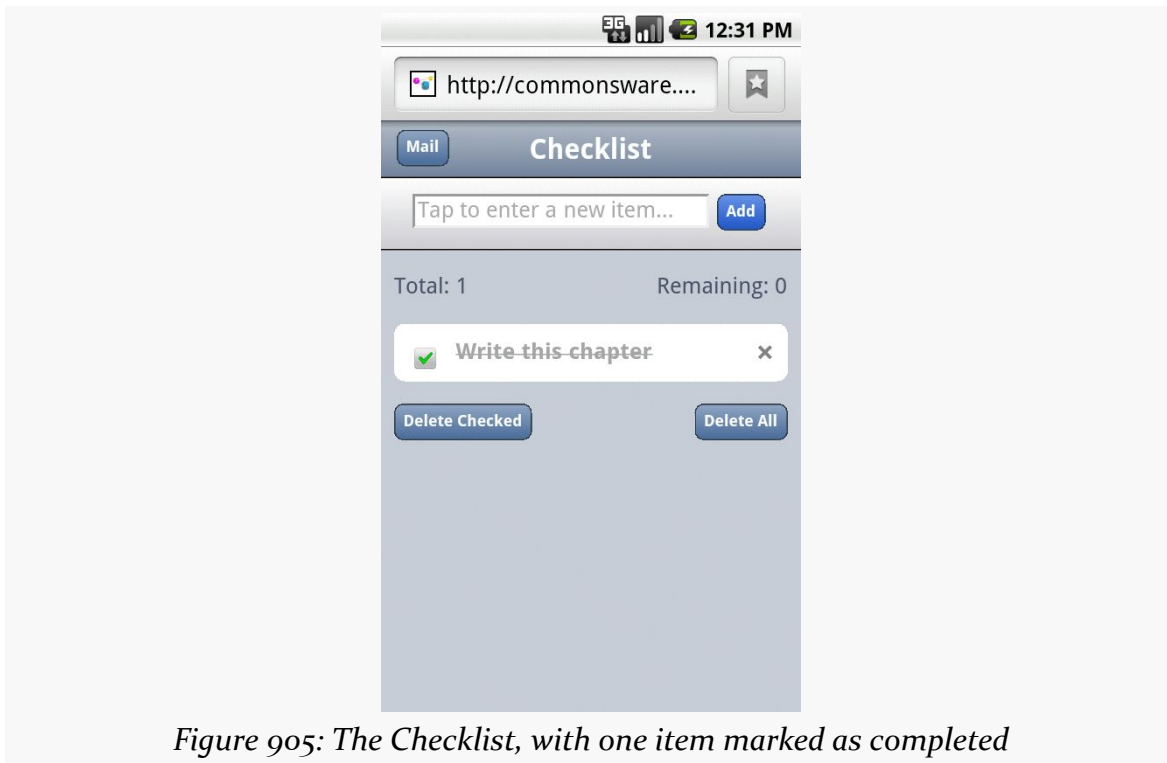 3G 12:31 PM
http://commonsware....
Mail Checklist
Tap to enter a new item... Add
Total: 1 Remaining: 0
Write this chapter ×
Delete Checked Delete All
Figure 905: The Checklist, with one item marked as completed